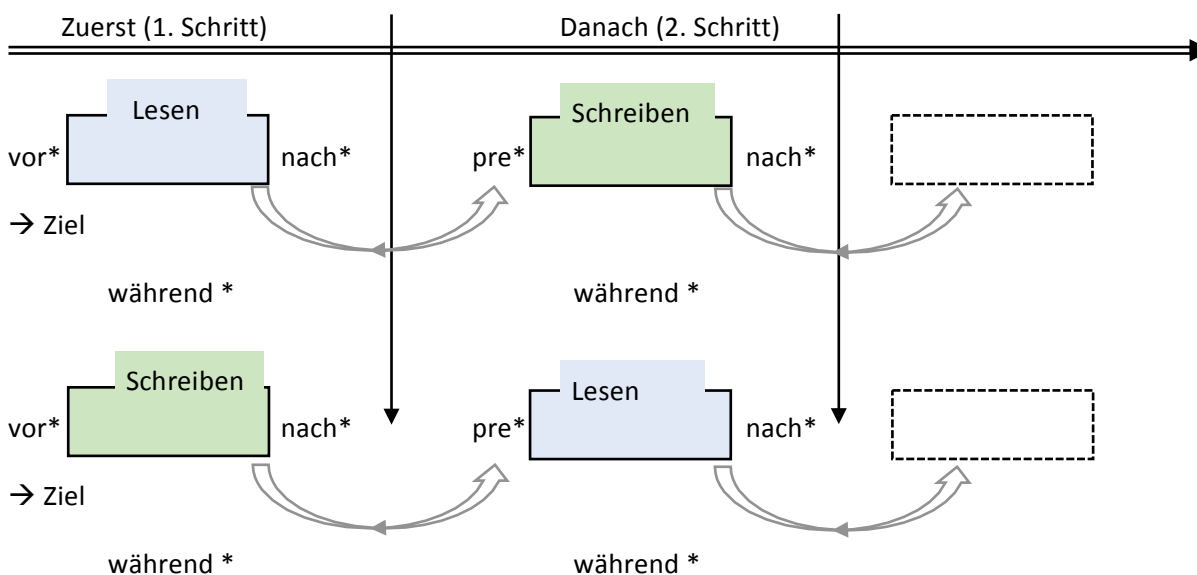 Zuerst (1. Schritt) Danach (2. Schritt)
Lesen Schreiben
vor* nach* pre* nach*
→ Ziel
während * während *
Schreiben Lesen
vor* nach* pre* nach*
→ Ziel
während * während *